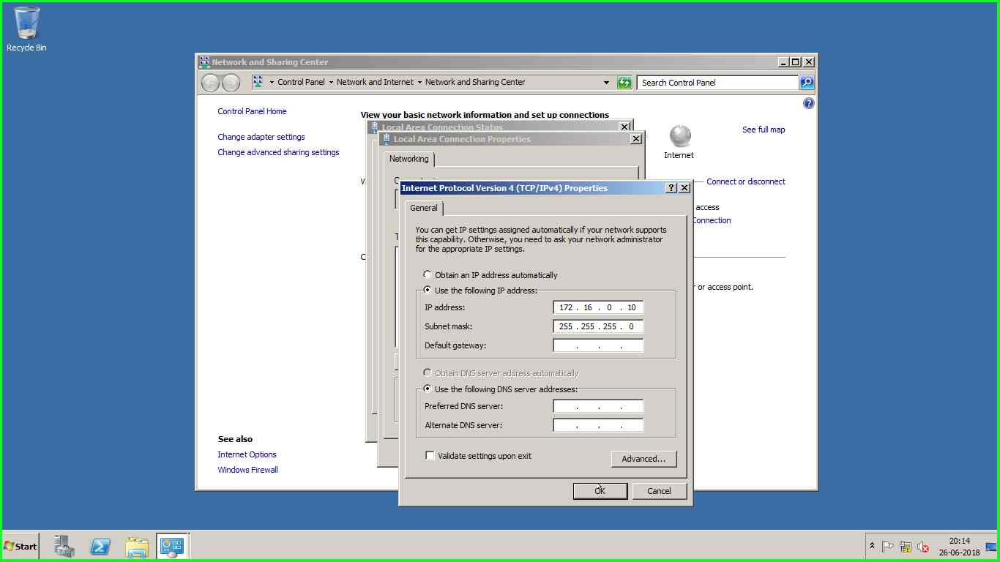 Recycle Bin
Network and Sharing Center
Control Panel Network and Internet Network and Sharing Center
Search Control Panel
Control Panel Home
Change adapter settings
Change advanced sharing settings
View your basic network information and set up connections
See full map
Internet
Connect or disconnect
access
Connection
or access point.
Local Area Connection Status
Local Area Connection Properties
Networking
Internet Protocol Version 4 (TCP/IPv4) Properties
General
You can get IP settings assigned automatically if your network supports
this capability. Otherwise, you need to ask your network administrator
for the appropriate IP settings.
Obtain an IP address automatically
Use the following IP address:
IP address: 172 . 16 . 0 . 10
Subnet mask: 255 . 255 . 255 . 0
Default gateway: . . .
Obtain DNS server address automatically
Use the following DNS server addresses:
Preferred DNS server: . . .
Alternate DNS server: . . .
Validate settings upon exit
Advanced...
OK Cancel
See also
Internet Options
Windows Firewall
Start
20:14
26-06-2018